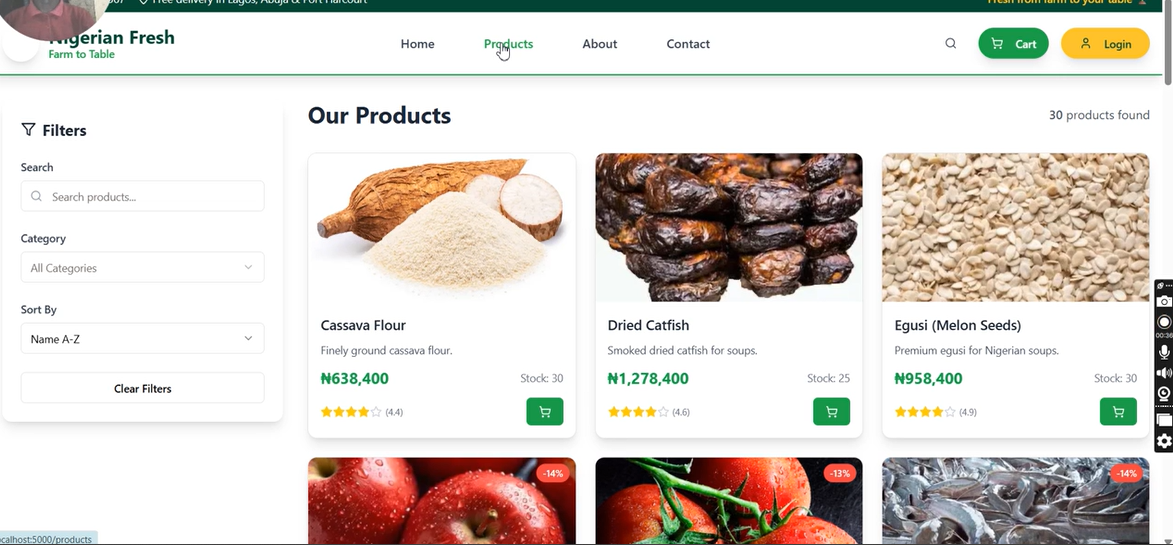 Free delivery in Lagos, Abuja & Port Harcourt
Fresh from farm to your table
Nigerian Fresh
Farm to Table
Home
Products
About
Contact
Cart
Login
Filters
Search
Search products...
Category
All Categories
Sort By
Name A-Z
Clear Filters
Our Products
30 products found
Cassava Flour
Finely ground cassava flour.
₦638,400
Stock: 30
(4.4)
Dried Catfish
Smoked dried catfish for soups.
₦1,278,400
Stock: 25
(4.6)
Egusi (Melon Seeds)
Premium egusi for Nigerian soups.
₦958,400
Stock: 30
(4.9)
-14%
-13%
-14%
00:36
ocalhost:5000/products